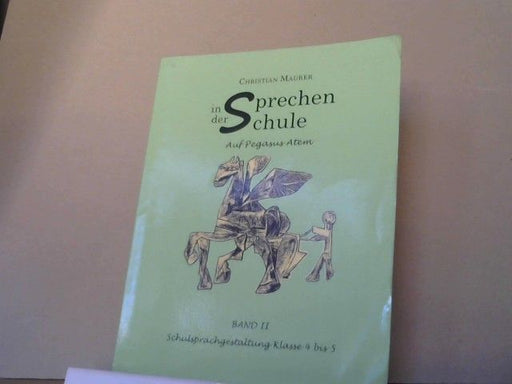 CHRISTIAN MAURER
Sprechen
in der Schule
Auf Pegasus Atem
BAND II
Schulsprachgestaltung Klasse 4 bis 5